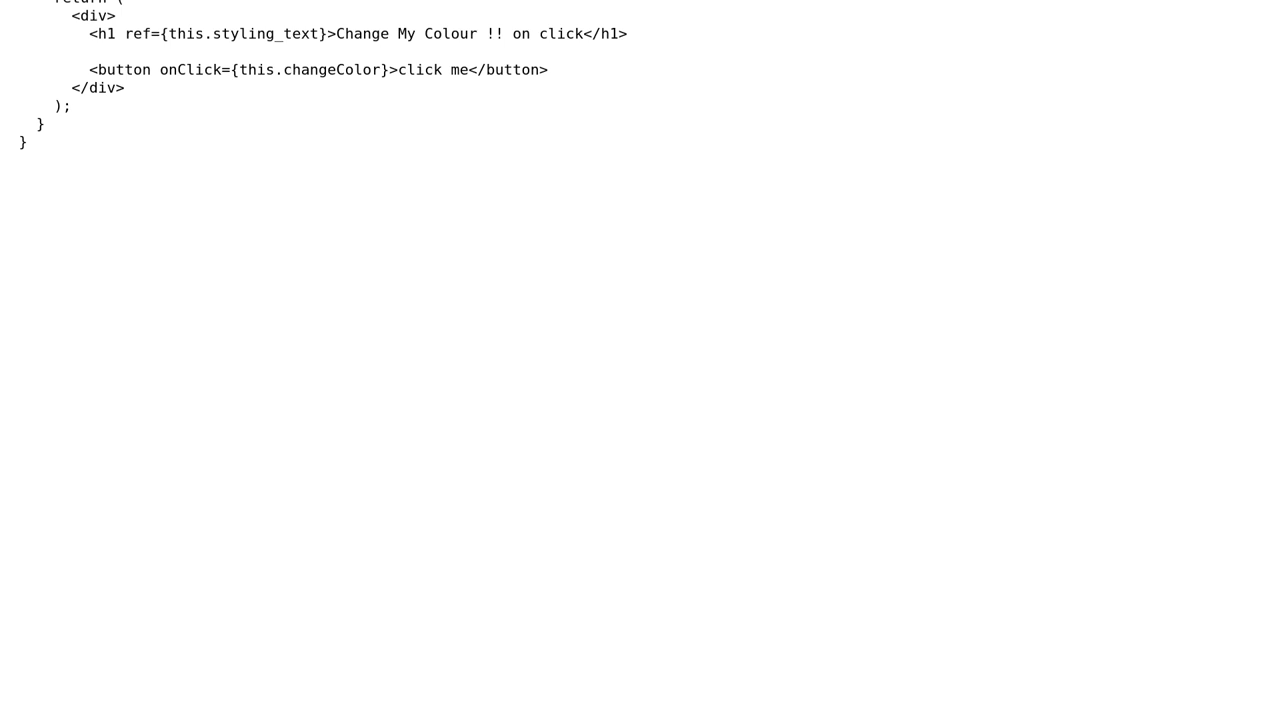 return (
      <div>
        <h1 ref={this.styling_text}>Change My Colour !! on click</h1>

        <button onClick={this.changeColor}>click me</button>
      </div>
    );
  }
}